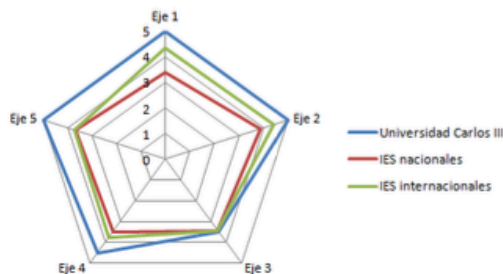 Eje 1
5
4
3
2
1
0
Eje 5
Eje 2
Eje 4
Eje 3
Universidad Carlos III
IES nacionales
IES internacionales